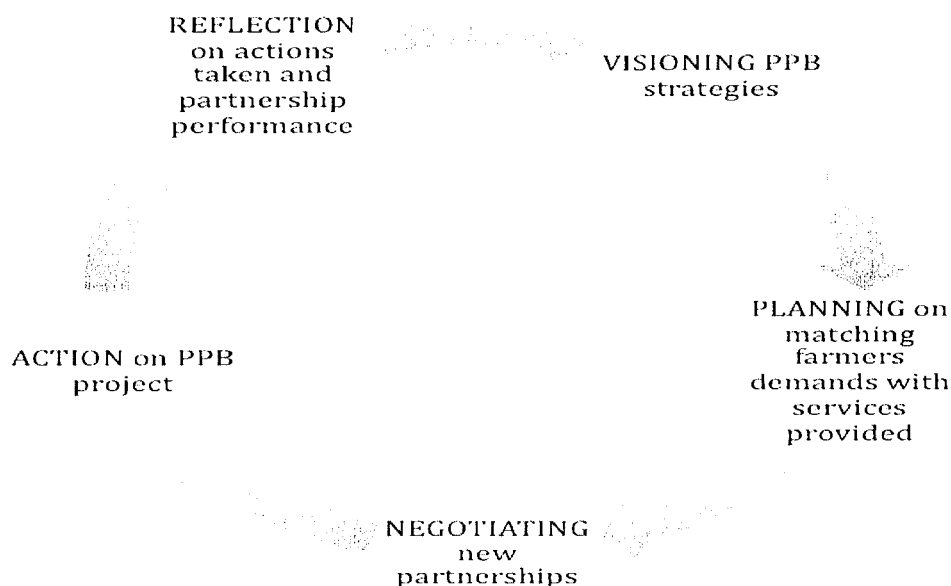 REFLECTION
on actions
taken and
partnership
performance
VISIONING PPB
strategies
PLANNING on
matching
farmers
demands with
services
provided
NEGOTIATING
new
partnerships
ACTION on PPB
project